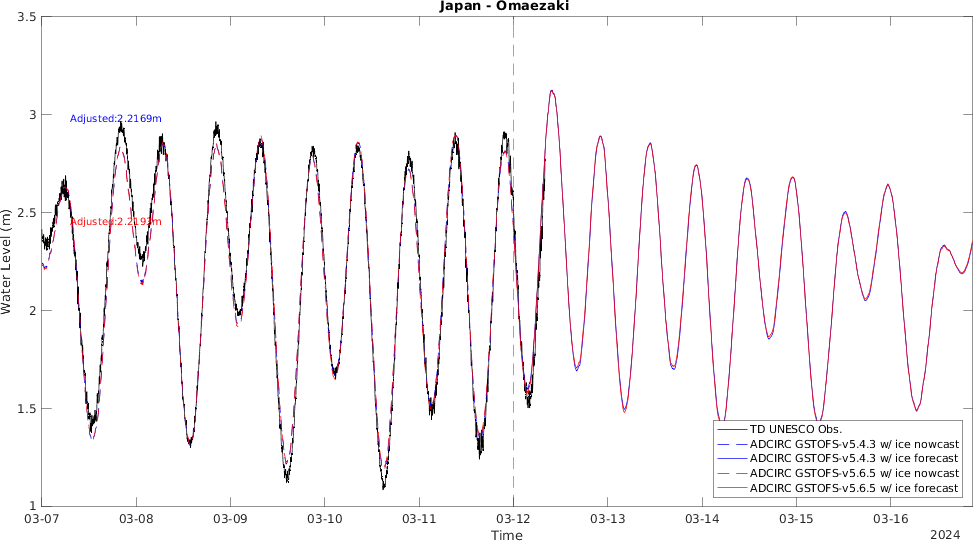 Japan - Omaezaki
3.5
3
2.5
2
1.5
1
Water Level (m)
Adjusted:2.2169m
Adjusted:2.2193m
TD UNESCO Obs.
ADCIRC GSTOFS-v5.4.3 w/ ice nowcast
ADCIRC GSTOFS-v5.4.3 w/ ice forecast
ADCIRC GSTOFS-v5.6.5 w/ ice nowcast
ADCIRC GSTOFS-v5.6.5 w/ ice forecast
03-07 03-08 03-09 03-10 03-11 03-12 03-13 03-14 03-15 03-16
Time
2024